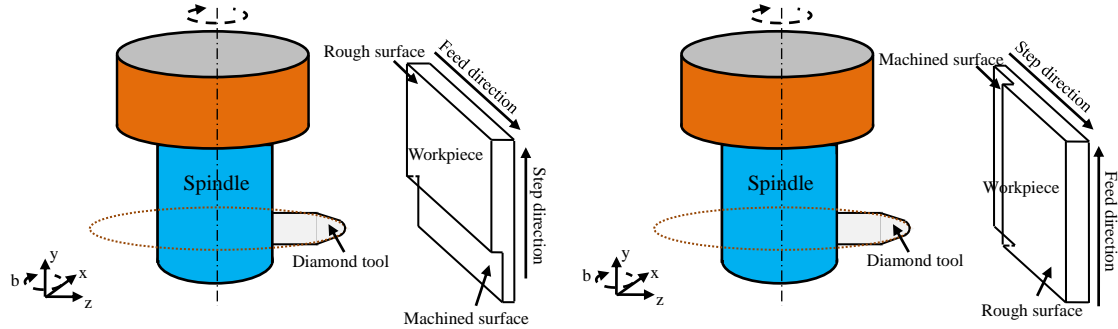 Rough surface
Feed direction
Workpiece
Spindle
Step direction
Diamond tool
y
x
b
z
Machined surface
Step direction
Machined surface
Feed direction
Workpiece
Spindle
Diamond tool
y
x
b
z
Rough surface